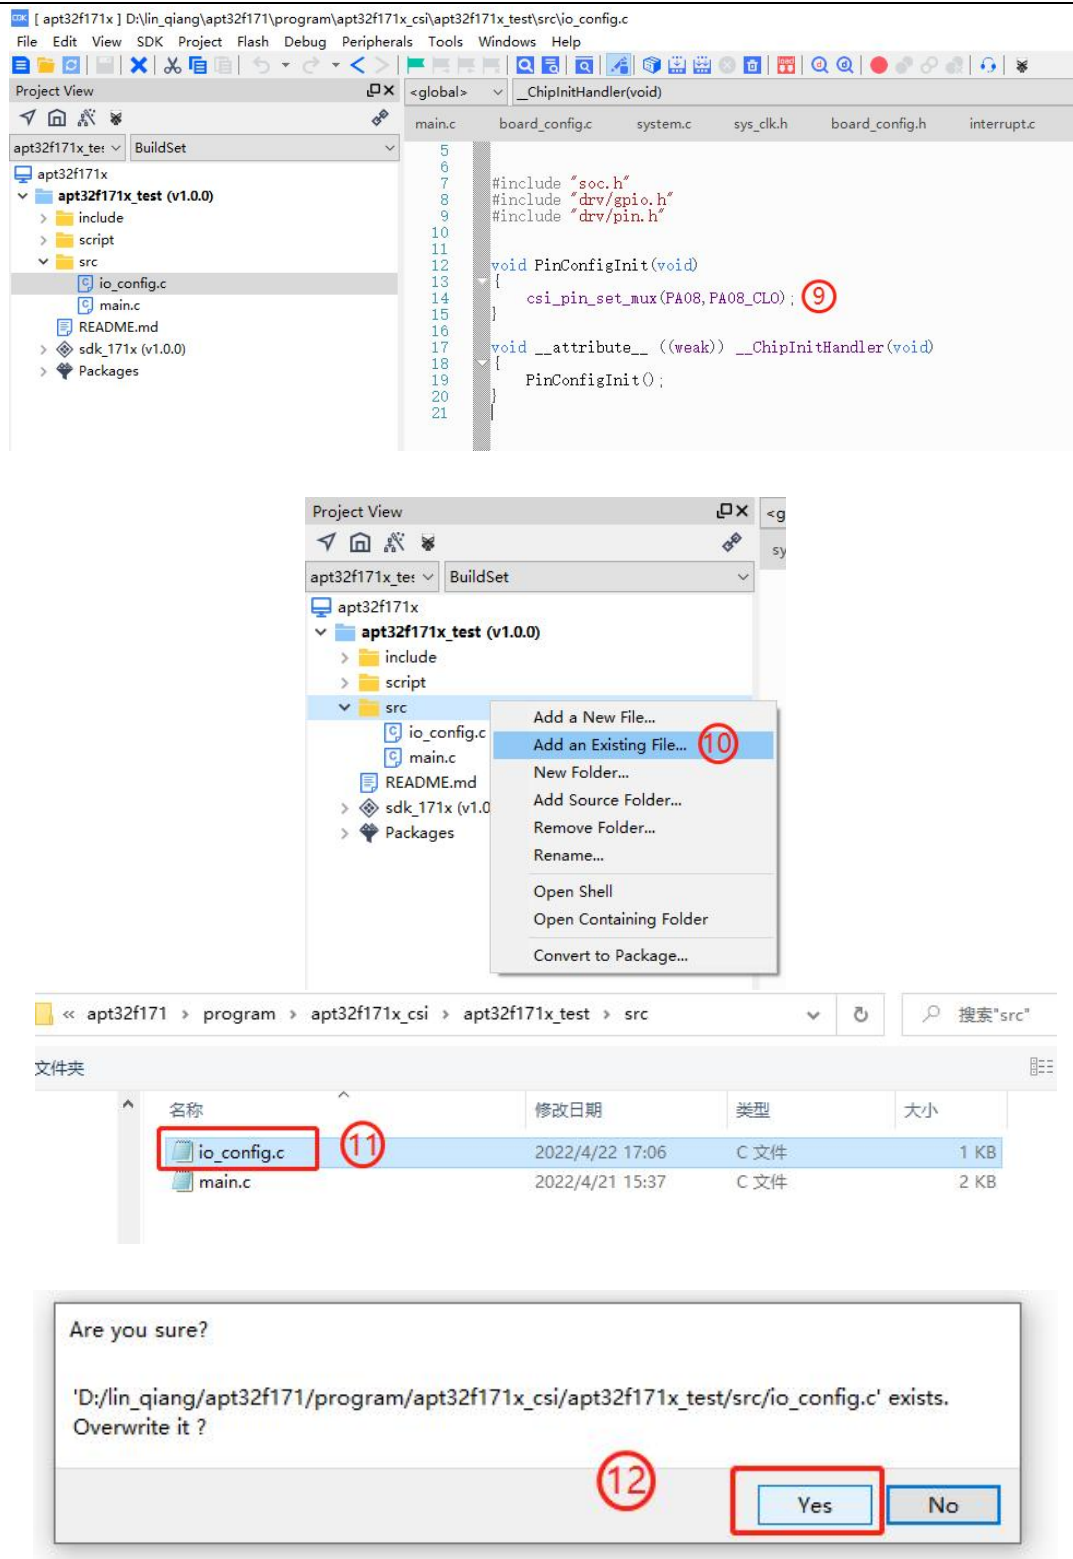 [ apt32f171x ] D:\lin_qiang\apt32f171\program\apt32f171x_csi\apt32f171x_test\src\io_config.c
File Edit View SDK Project Flash Debug Peripherals Tools Windows Help
Project View
<global>
__ChipInitHandler(void)
main.c board_config.c system.c sys_clk.h board_config.h interrupt.c
apt32f171x_te: BuildSet
apt32f171x
apt32f171x_test (v1.0.0)
include
script
src
io_config.c
main.c
README.md
sdk_171x (v1.0.0)
Packages
5
6
7 #include "soc.h"
8 #include "drv/gpio.h"
9 #include "drv/pin.h"
10
11
12 void PinConfigInit(void)
13 {
14 csi_pin_set_mux(PA08,PA08_CLO); 9
15 }
16
17 void __attribute__ ((weak)) __ChipInitHandler(void)
18 {
19 PinConfigInit();
20 }
21
Project View
<g
sy
apt32f171x_te: BuildSet
apt32f171x
apt32f171x_test (v1.0.0)
include
script
src
io_config.c
main.c
README.md
sdk_171x (v1.0
Packages
Add a New File...
Add an Existing File... 10
New Folder...
Add Source Folder...
Remove Folder...
Rename...
Open Shell
Open Containing Folder
Convert to Package...
« apt32f171 > program > apt32f171x_csi > apt32f171x_test > src
搜索"src"
文件夹
名称 修改日期 类型 大小
io_config.c 11 2022/4/22 17:06 C 文件 1 KB
main.c 2022/4/21 15:37 C 文件 2 KB
Are you sure?
'D:/lin_qiang/apt32f171/program/apt32f171x_csi/apt32f171x_test/src/io_config.c' exists.
Overwrite it ?
12
Yes No